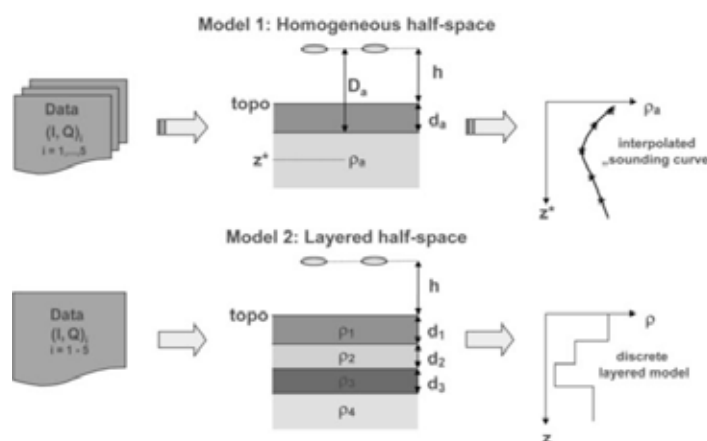 Model 1: Homogeneous half-space
Data
(I, Q)i
i = 1,...,5
topo
z*
Da
ρa
h
da
ρa
interpolated
„sounding curve
z*
Model 2: Layered half-space
Data
(I, Q)i
i = 1 - 5
topo
ρ1
ρ2
ρ3
ρ4
h
d1
d2
d3
ρ
discrete
layered model
z